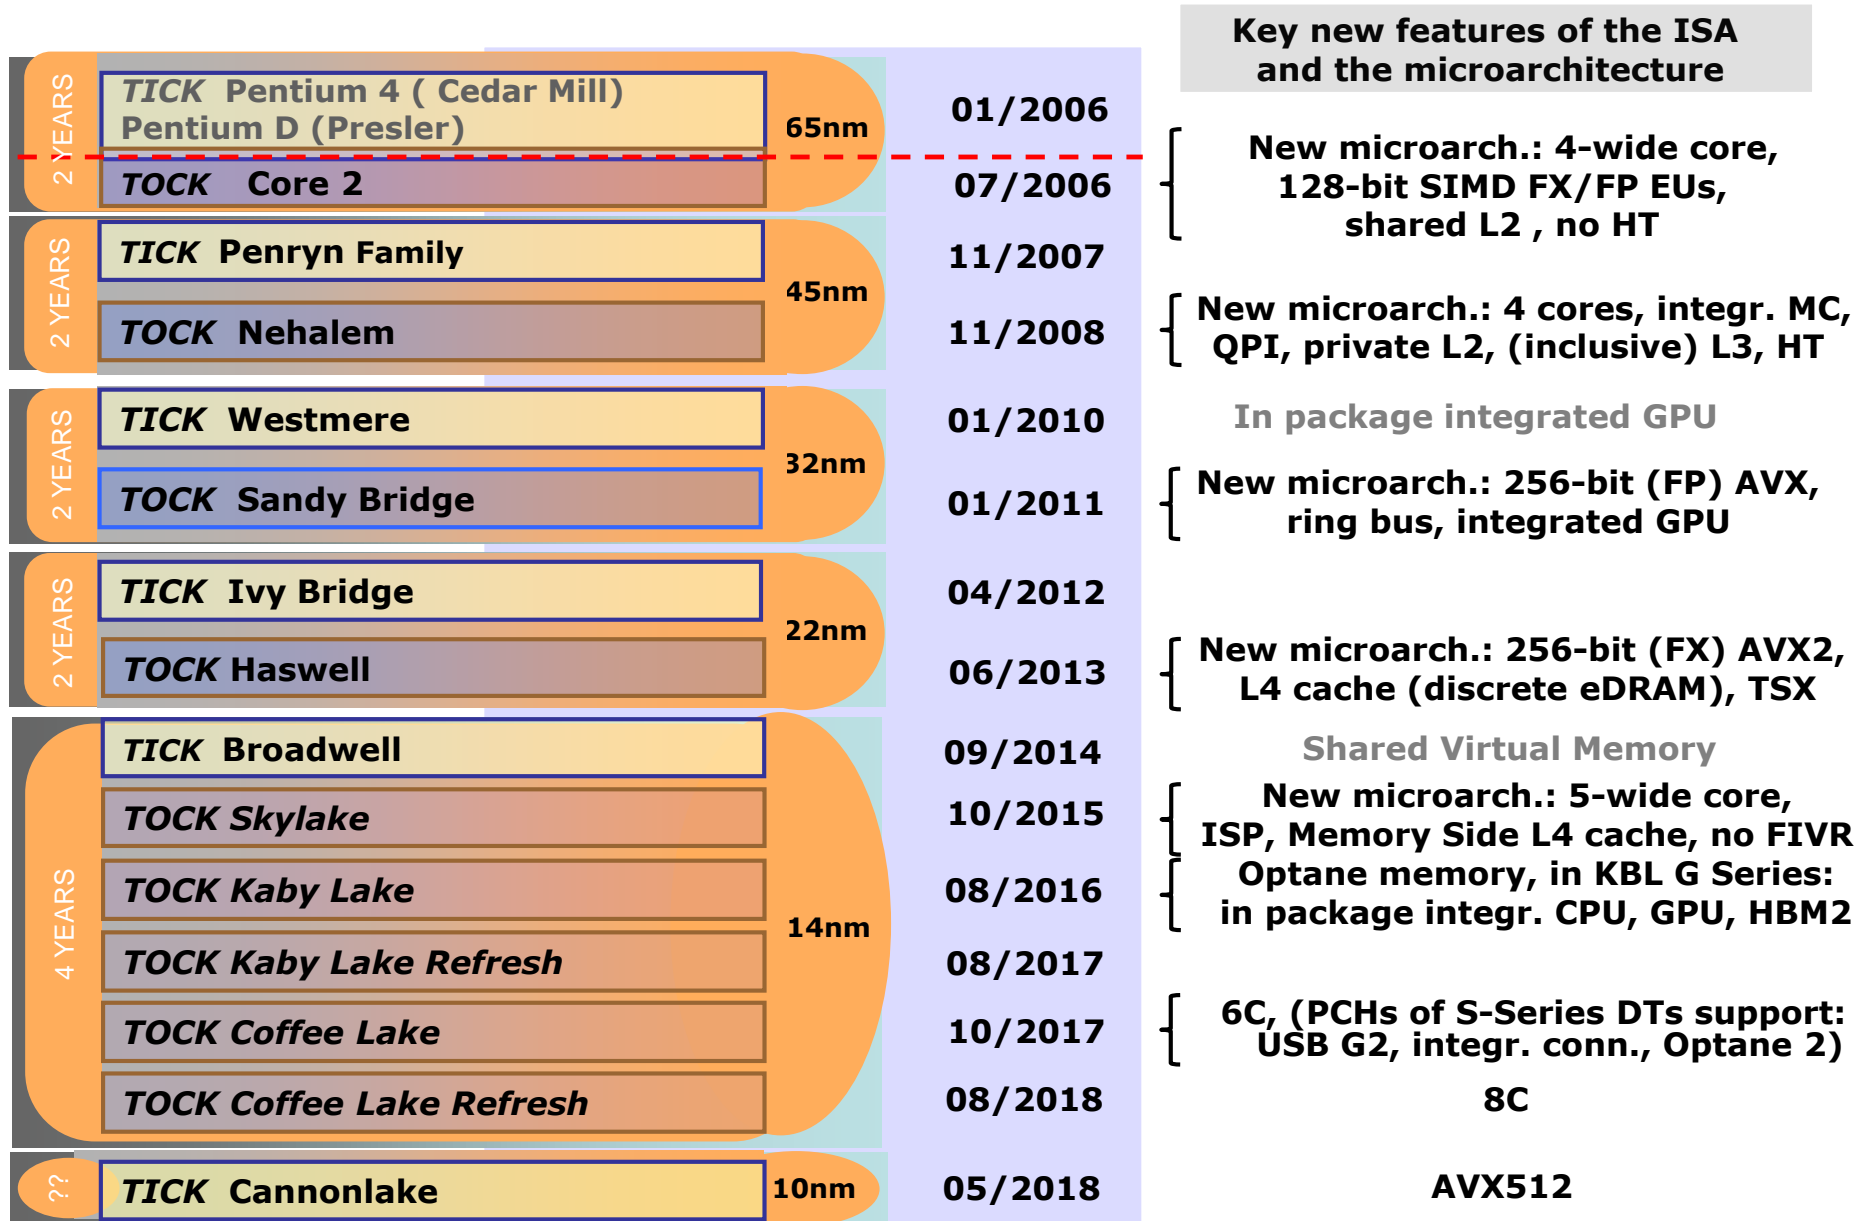 Key new features of the ISA
and the microarchitecture
2 YEARS
TICK Pentium 4 ( Cedar Mill)
Pentium D (Presler)
65nm
01/2006
TOCK Core 2
07/2006
New microarch.: 4-wide core,
128-bit SIMD FX/FP EUs,
shared L2 , no HT
2 YEARS
TICK Penryn Family
45nm
11/2007
TOCK Nehalem
11/2008
New microarch.: 4 cores, integr. MC,
QPI, private L2, (inclusive) L3, HT
2 YEARS
TICK Westmere
32nm
01/2010
In package integrated GPU
TOCK Sandy Bridge
01/2011
New microarch.: 256-bit (FP) AVX,
ring bus, integrated GPU
2 YEARS
TICK Ivy Bridge
22nm
04/2012
TOCK Haswell
06/2013
New microarch.: 256-bit (FX) AVX2,
L4 cache (discrete eDRAM), TSX
4 YEARS
TICK Broadwell
14nm
09/2014
Shared Virtual Memory
TOCK Skylake
10/2015
New microarch.: 5-wide core,
ISP, Memory Side L4 cache, no FIVR
TOCK Kaby Lake
08/2016
Optane memory, in KBL G Series:
in package integr. CPU, GPU, HBM2
TOCK Kaby Lake Refresh
08/2017
TOCK Coffee Lake
10/2017
6C, (PCHs of S-Series DTs support:
USB G2, integr. conn., Optane 2)
TOCK Coffee Lake Refresh
08/2018
8C
??
TICK Cannonlake
10nm
05/2018
AVX512